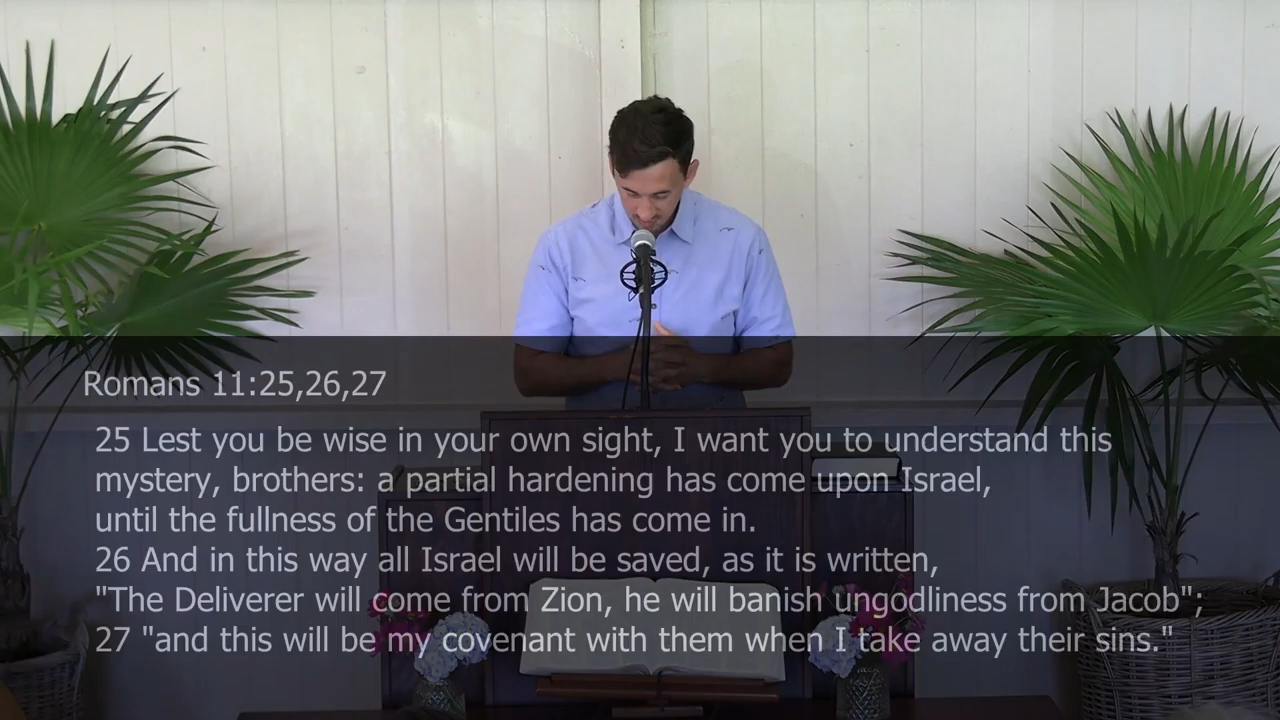 Romans 11:25,26,27
25 Lest you be wise in your own sight, I want you to understand this
mystery, brothers: a partial hardening has come upon Israel,
until the fullness of the Gentiles has come in.
26 And in this way all Israel will be saved, as it is written,
"The Deliverer will come from Zion, he will banish ungodliness from Jacob";
27 "and this will be my covenant with them when I take away their sins."